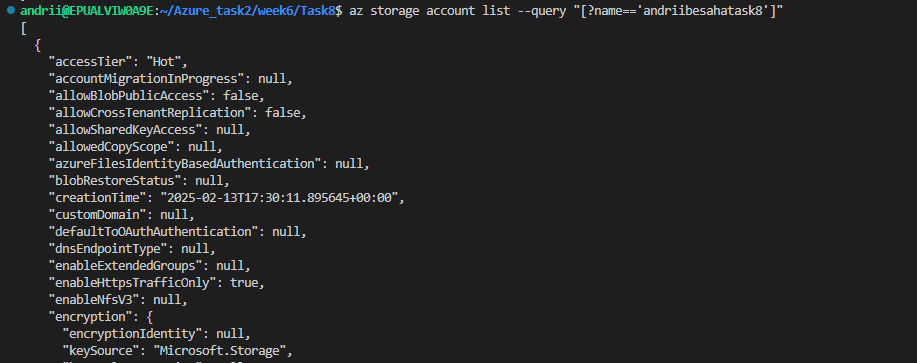 andrii@EPUALVIW0A9E:~/Azure_task2/week6/Task8$ az storage account list --query "[?name=='andriibesahatask8']"
[
  {
    "accessTier": "Hot",
    "accountMigrationInProgress": null,
    "allowBlobPublicAccess": false,
    "allowCrossTenantReplication": false,
    "allowSharedKeyAccess": null,
    "allowedCopyScope": null,
    "azureFilesIdentityBasedAuthentication": null,
    "blobRestoreStatus": null,
    "creationTime": "2025-02-13T17:30:11.895645+00:00",
    "customDomain": null,
    "defaultToOAuthAuthentication": null,
    "dnsEndpointType": null,
    "enableExtendedGroups": null,
    "enableHttpsTrafficOnly": true,
    "enableNfsV3": null,
    "encryption": {
      "encryptionIdentity": null,
      "keySource": "Microsoft.Storage",